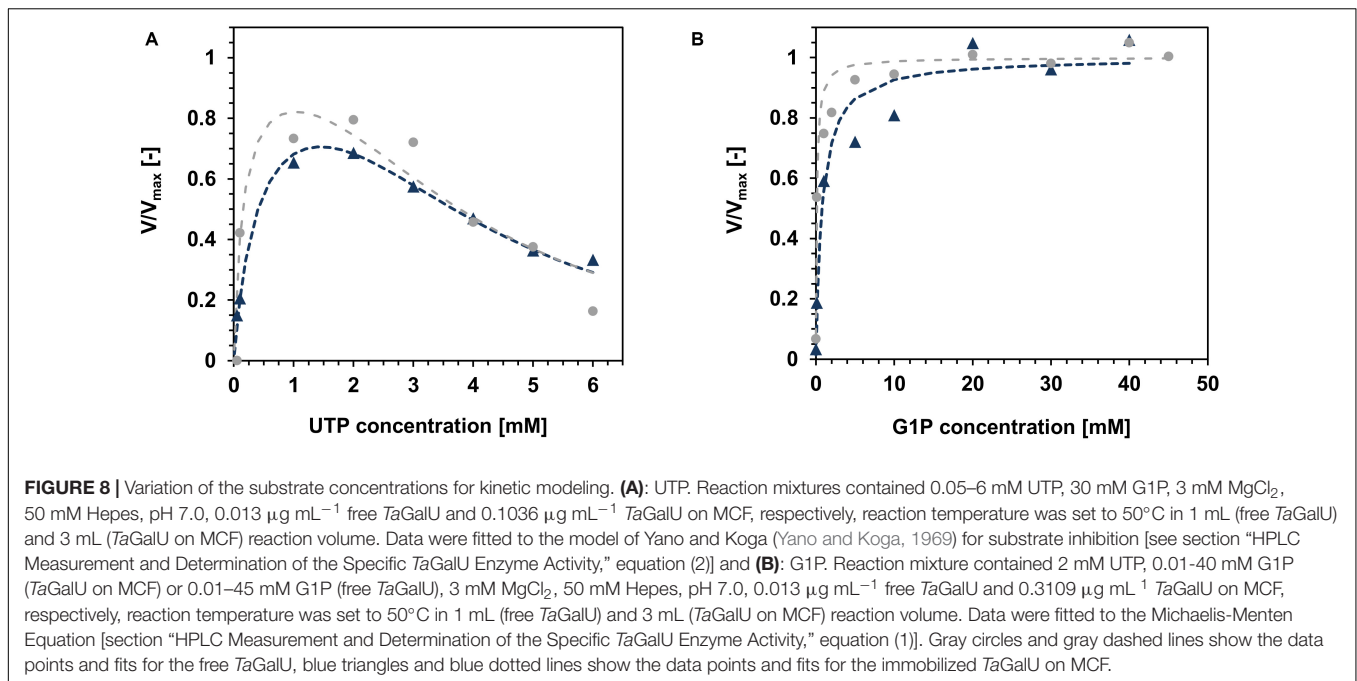 A
1
0.8
0.6
0.4
0.2
0
V/Vmax [-]
0 1 2 3 4 5 6
UTP concentration [mM]
B
1
0.8
0.6
0.4
0.2
0
V/Vmax [-]
0 10 20 30 40 50
G1P concentration [mM]
FIGURE 8 | Variation of the substrate concentrations for kinetic modeling. (A): UTP. Reaction mixtures contained 0.05–6 mM UTP, 30 mM G1P, 3 mM MgCl₂,
50 mM Hepes, pH 7.0, 0.013 μg mL⁻¹ free TaGalU and 0.1036 μg mL⁻¹ TaGalU on MCF, respectively, reaction temperature was set to 50°C in 1 mL (free TaGalU)
and 3 mL (TaGalU on MCF) reaction volume. Data were fitted to the model of Yano and Koga (Yano and Koga, 1969) for substrate inhibition [see section “HPLC
Measurement and Determination of the Specific TaGalU Enzyme Activity,” equation (2)] and (B): G1P. Reaction mixture contained 2 mM UTP, 0.01-40 mM G1P
(TaGalU on MCF) or 0.01–45 mM G1P (free TaGalU), 3 mM MgCl₂, 50 mM Hepes, pH 7.0, 0.013 μg mL⁻¹ free TaGalU and 0.3109 μg mL ¹ TaGalU on MCF,
respectively, reaction temperature was set to 50°C in 1 mL (free TaGalU) and 3 mL (TaGalU on MCF) reaction volume. Data were fitted to the Michaelis-Menten
Equation [section “HPLC Measurement and Determination of the Specific TaGalU Enzyme Activity,” equation (1)]. Gray circles and gray dashed lines show the data
points and fits for the free TaGalU, blue triangles and blue dotted lines show the data points and fits for the immobilized TaGalU on MCF.